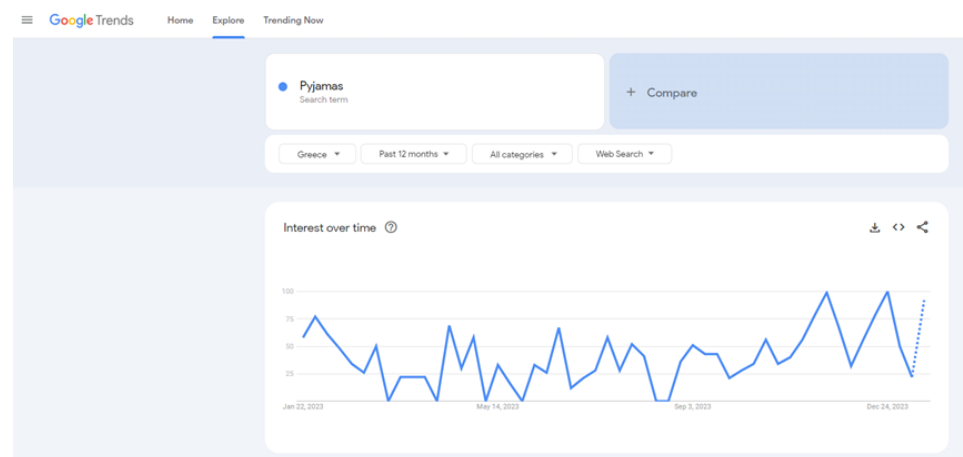 Google Trends Home Explore Trending Now
Pyjamas
Search term
+ Compare
Greece Past 12 months All categories Web Search
Interest over time
100
75
50
25
Jan 22, 2023 May 14, 2023 Sep 3, 2023 Dec 24, 2023